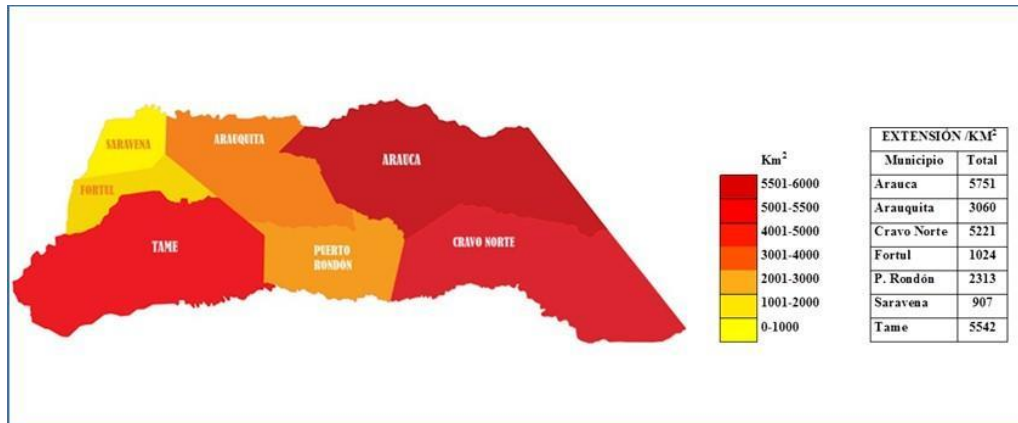 SARAVENA
ARAUQUITA
ARAUCA
FORTUL
TAME
PUERTO
RONDÓN
CRAVO NORTE
Km²
5501-6000
5001-5500
4001-5000
3001-4000
2001-3000
1001-2000
0-1000
EXTENSIÓN /KM²
Municipio Total
Arauca 5751
Arauquita 3060
Cravo Norte 5221
Fortul 1024
P. Rondón 2313
Saravena 907
Tame 5542